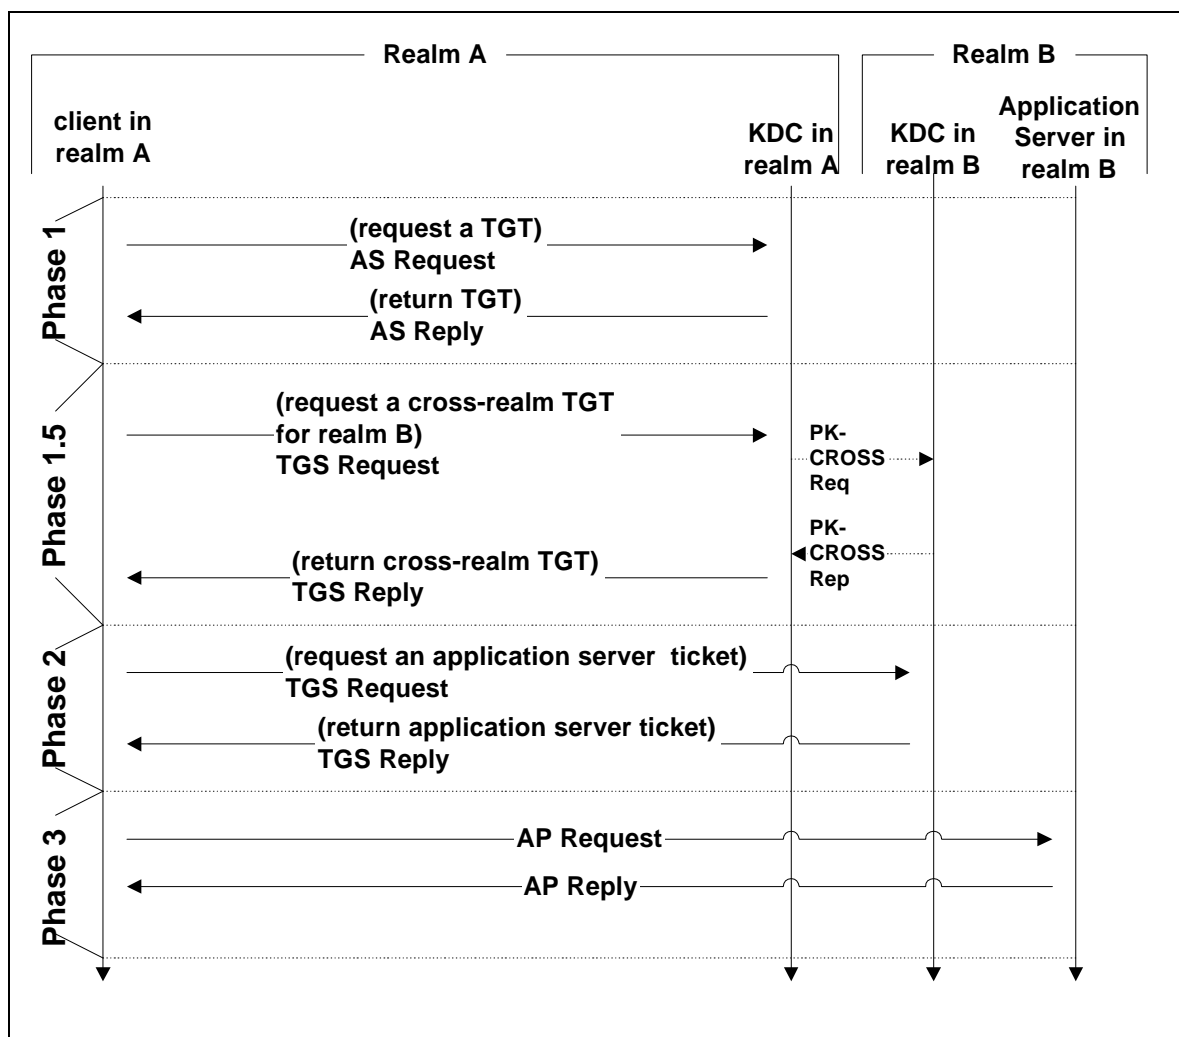 Realm A
Realm B
client in
realm A
KDC in
realm A
KDC in
realm B
Application
Server in
realm B
Phase 1
(request a TGT)
AS Request
(return TGT)
AS Reply
Phase 1.5
(request a cross-realm TGT
for realm B)
TGS Request
PK-
CROSS
Req
(return cross-realm TGT)
TGS Reply
PK-
CROSS
Rep
Phase 2
(request an application server ticket)
TGS Request
(return application server ticket)
TGS Reply
Phase 3
AP Request
AP Reply